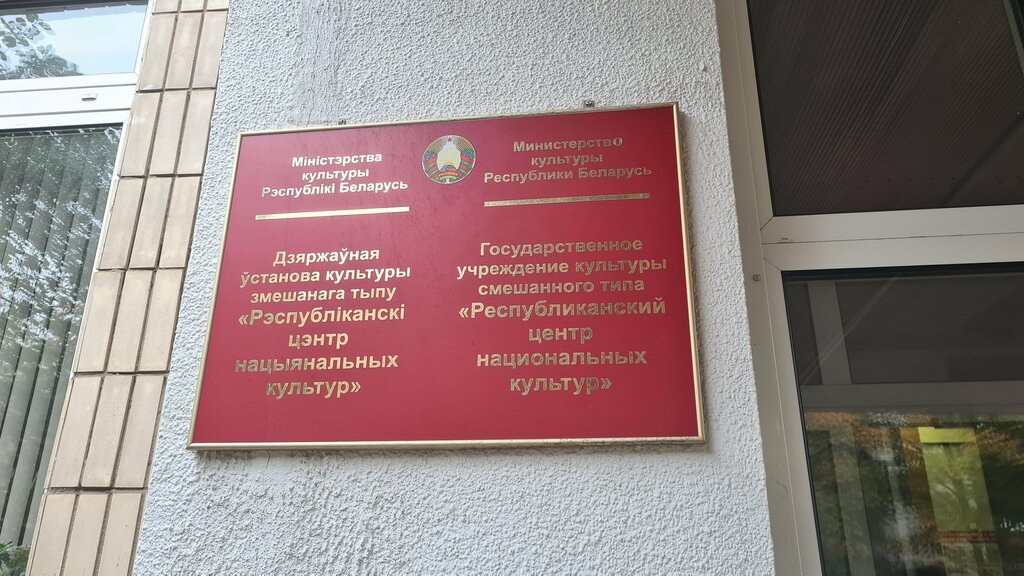 Міністэрства
культуры
Рэспублікі Беларусь
Дзяржаўная
ўстанова культуры
змешанага тыпу
«Рэспубліканскі
цэнтр
нацыянальных
культур»
Министерство
культуры
Республики Беларусь
Государственное
учреждение культуры
смешанного типа
«Республиканский
центр
национальных
культур»